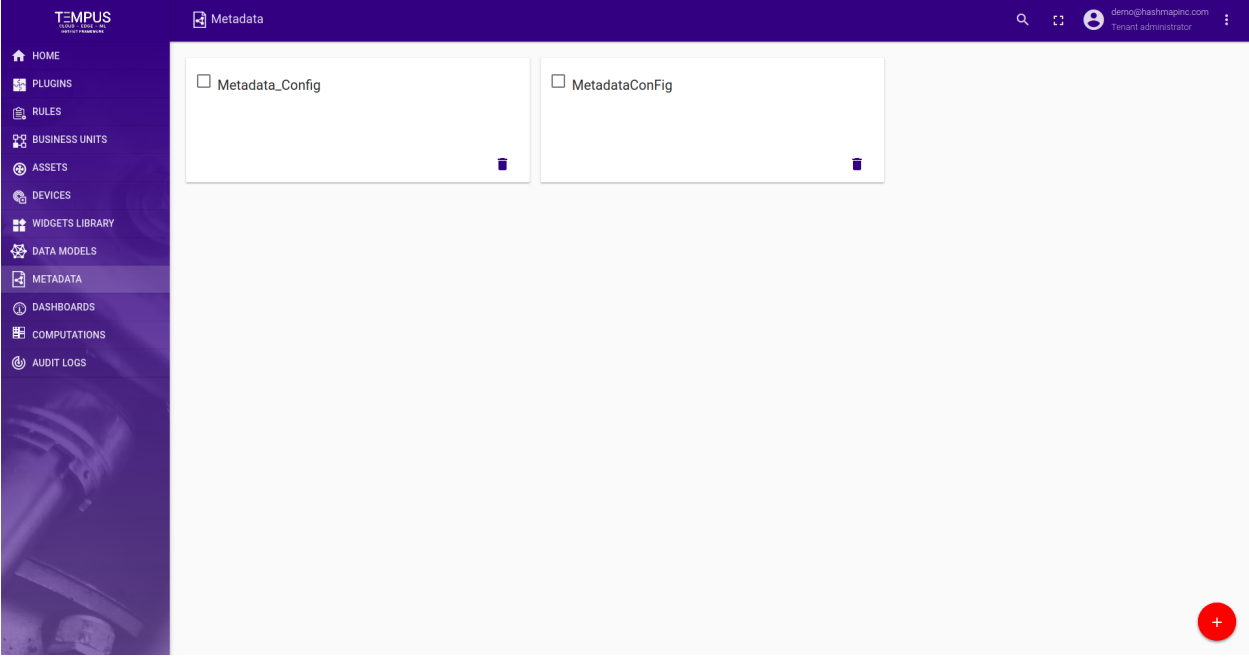 TEMPUS
CLOUD - EDGE - ML
Metadata
demo@hashmapinc.com
Tenant administrator
HOME
PLUGINS
RULES
BUSINESS UNITS
ASSETS
DEVICES
WIDGETS LIBRARY
DATA MODELS
METADATA
DASHBOARDS
COMPUTATIONS
AUDIT LOGS
Metadata_Config
MetadataConFig